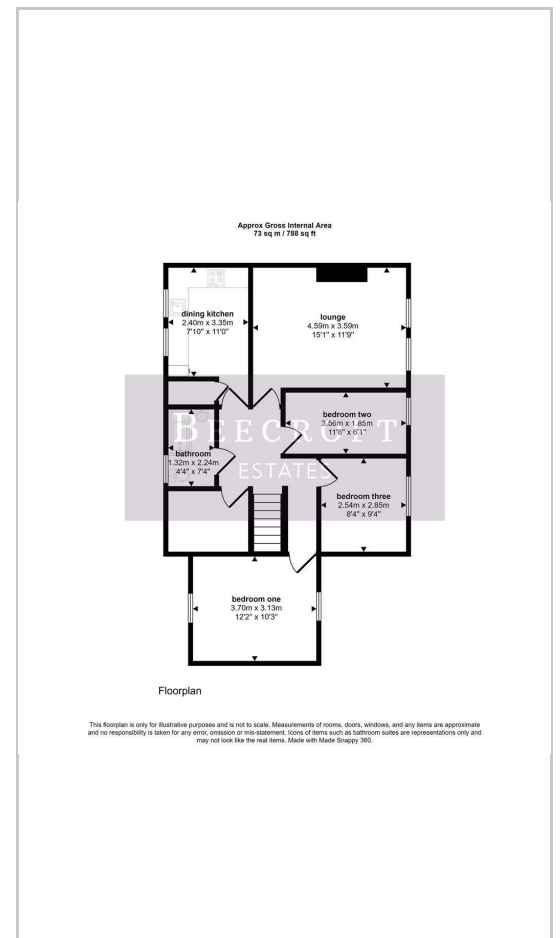 Approx Gross Internal Area
73 sq m / 788 sq ft
dining kitchen
2.40m x 3.35m
7'10" x 11'0"
lounge
4.59m x 3.59m
15'1" x 11'9"
bedroom two
3.56m x 1.85m
11'8" x 6'1"
BEECROFT
ESTATES
bathroom
1.32m x 2.24m
4'4" x 7'4"
bedroom three
2.54m x 2.85m
8'4" x 9'4"
bedroom one
3.70m x 3.13m
12'2" x 10'3"
Floorplan
This floorplan is only for illustrative purposes and is not to scale. Measurements of rooms, doors, windows, and any items are approximate
and no responsibility is taken for any error, omission or mis-statement. Icons of items such as bathroom suites are representations only and
may not look like the real items. Made with Made Snappy 360.